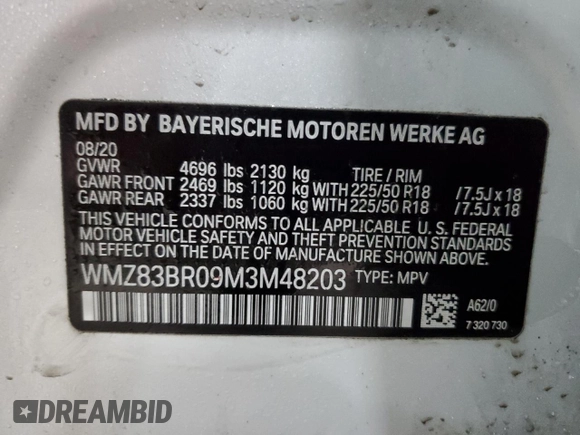 MFD BY BAYERISCHE MOTOREN WERKE AG
08/20
GVWR 4696 lbs 2130 kg TIRE / RIM
GAWR FRONT 2469 lbs 1120 kg WITH 225/50 R18 /7.5J x 18
GAWR REAR 2337 lbs 1060 kg WITH 225/50 R18 /7.5J x 18
THIS VEHICLE CONFORMS TO ALL APPLICABLE U. S. FEDERAL
MOTOR VEHICLE SAFETY AND THEFT PREVENTION STANDARDS
IN EFFECT ON THE DATE OF MANUFACTURE SHOWN ABOVE.
WMZ83BR09M3M48203 TYPE: MPV
A62/0
7 320 730
DREAMBID